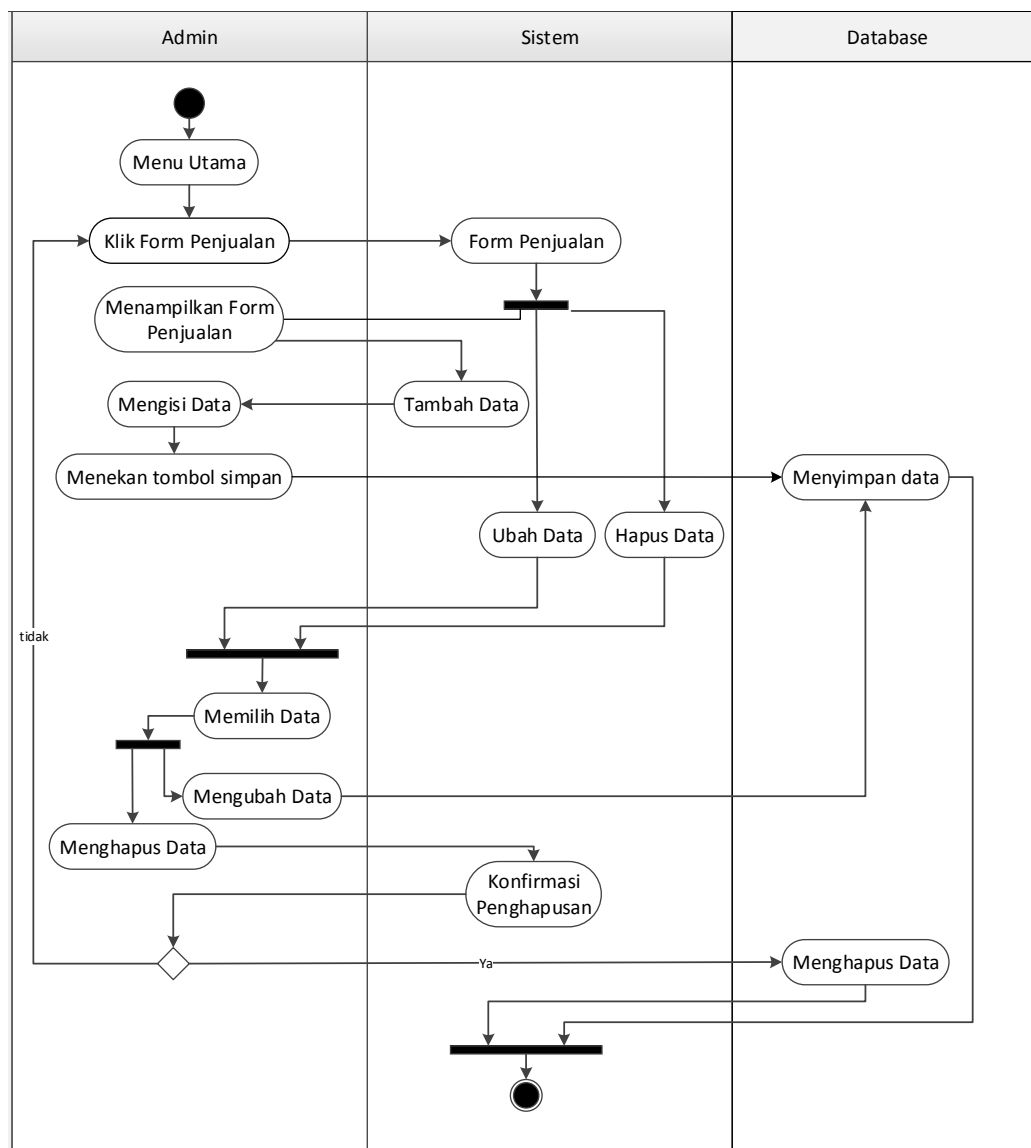 Admin
Sistem
Database
Menu Utama
Klik Form Penjualan
Form Penjualan
Menampilkan Form
Penjualan
Mengisi Data
Tambah Data
Menekan tombol simpan
Menyimpan data
Ubah Data
Hapus Data
tidak
Memilih Data
Mengubah Data
Menghapus Data
Konfirmasi
Penghapusan
Ya
Menghapus Data